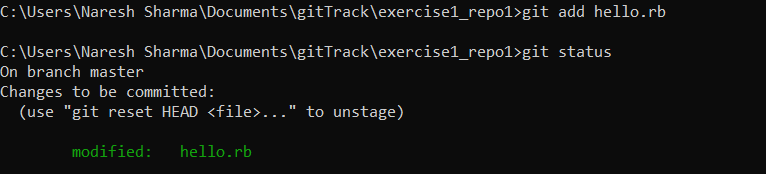 C:\Users\Naresh Sharma\Documents\gitTrack\exercise1_repo1>git add hello.rb
C:\Users\Naresh Sharma\Documents\gitTrack\exercise1_repo1>git status
On branch master
Changes to be committed:
  (use "git reset HEAD <file>..." to unstage)
        modified:   hello.rb